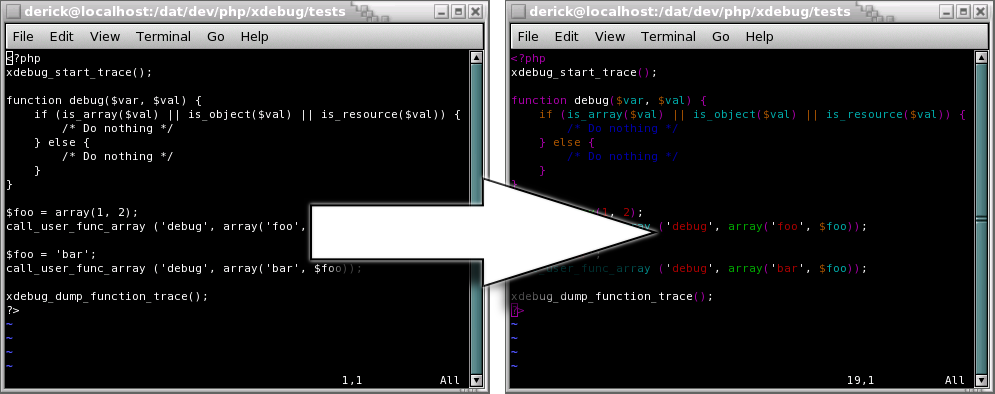 derick@localhost:/dat/dev/php/xdebug/tests
File Edit View Terminal Go Help
<?php
xdebug_start_trace();
function debug($var, $val) {
if (is_array($val) || is_object($val) || is_resource($val)) {
/* Do nothing */
} else {
/* Do nothing */
}
}
$foo = array(1, 2);
call_user_func_array ('debug', array('foo',
$foo = 'bar';
call_user_func_array ('debug', array('bar', $foo));
xdebug_dump_function_trace();
?>
~
~
~
~
1,1 All
derick@localhost:/dat/dev/php/xdebug/tests
File Edit View Terminal Go Help
<?php
xdebug_start_trace();
function debug($var, $val) {
if (is_array($val) || is_object($val) || is_resource($val)) {
/* Do nothing */
} else {
/* Do nothing */
}
}
1, 2);
('debug', array('foo', $foo));
;
user_func_array ('debug', array('bar', $foo));
xdebug_dump_function_trace();
?>
~
~
~
~
19,1 All